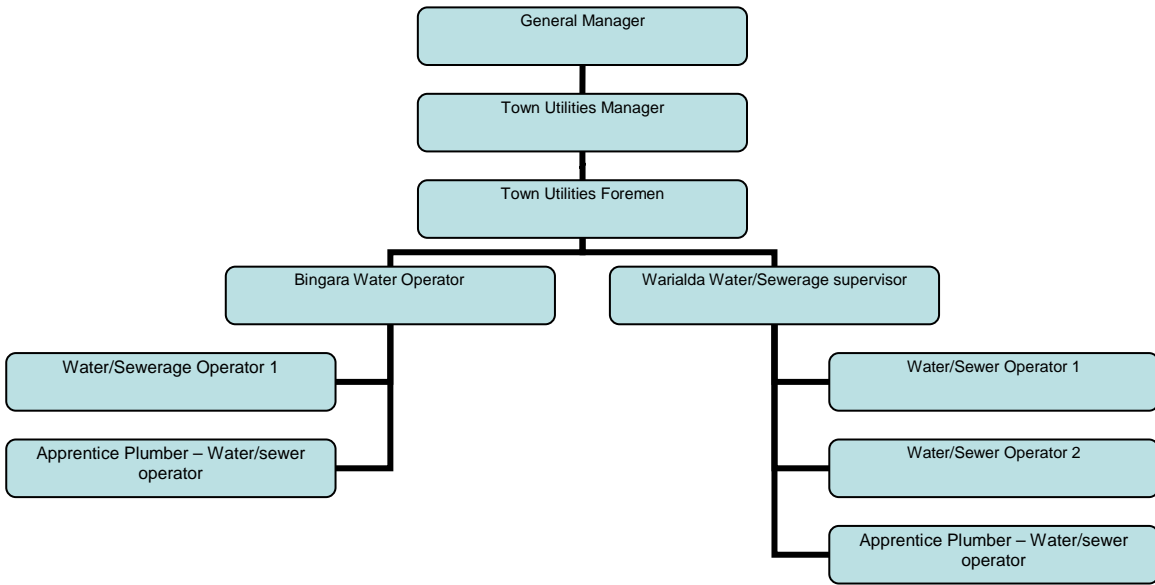 General Manager
Town Utilities Manager
Town Utilities Foremen
Bingara Water Operator
Warialda Water/Sewerage supervisor
Water/Sewerage Operator 1
Apprentice Plumber – Water/sewer
operator
Water/Sewer Operator 1
Water/Sewer Operator 2
Apprentice Plumber – Water/sewer
operator